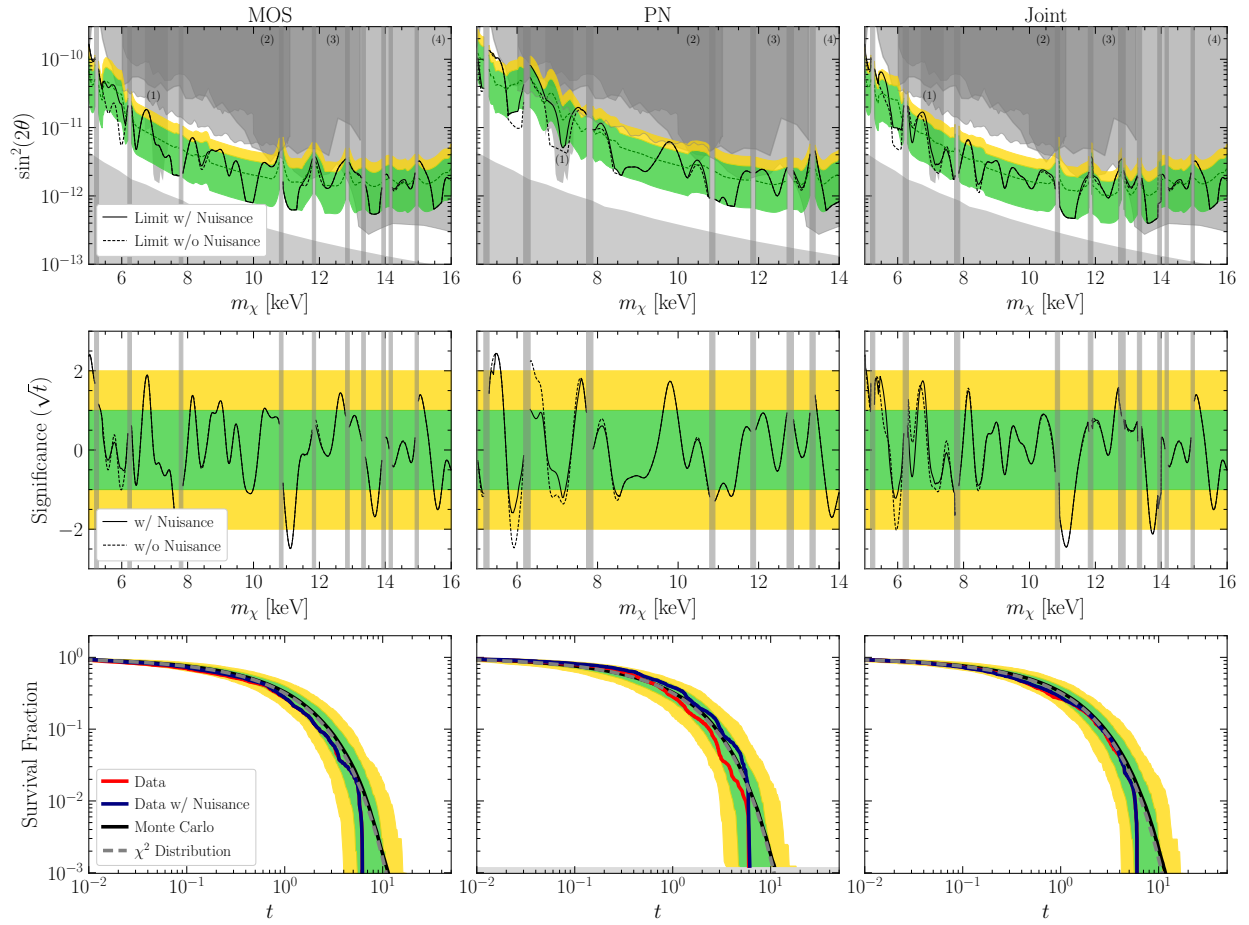 MOS
PN
Joint
sin²(2θ)
10⁻¹⁰
10⁻¹¹
10⁻¹²
10⁻¹³
(1)
(2)
(3)
(4)
Limit w/ Nuisance
Limit w/o Nuisance
6 8 10 12 14 16
m_χ [keV]
(1)
(2)
(3)
(4)
6 8 10 12 14
m_χ [keV]
(1)
(2)
(3)
(4)
6 8 10 12 14 16
m_χ [keV]
Significance (√t)
2
0
−2
w/ Nuisance
w/o Nuisance
6 8 10 12 14 16
m_χ [keV]
6 8 10 12 14
m_χ [keV]
6 8 10 12 14 16
m_χ [keV]
Survival Fraction
10⁰
10⁻¹
10⁻²
10⁻³
Data
Data w/ Nuisance
Monte Carlo
χ² Distribution
10⁻² 10⁻¹ 10⁰ 10¹
t
10⁻² 10⁻¹ 10⁰ 10¹
t
10⁻² 10⁻¹ 10⁰ 10¹
t